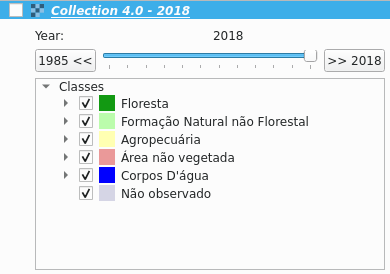 Collection 4.0 - 2018
Year: 2018
1985 << >> 2018
Classes
Floresta
Formação Natural não Florestal
Agropecuária
Área não vegetada
Corpos D'água
Não observado